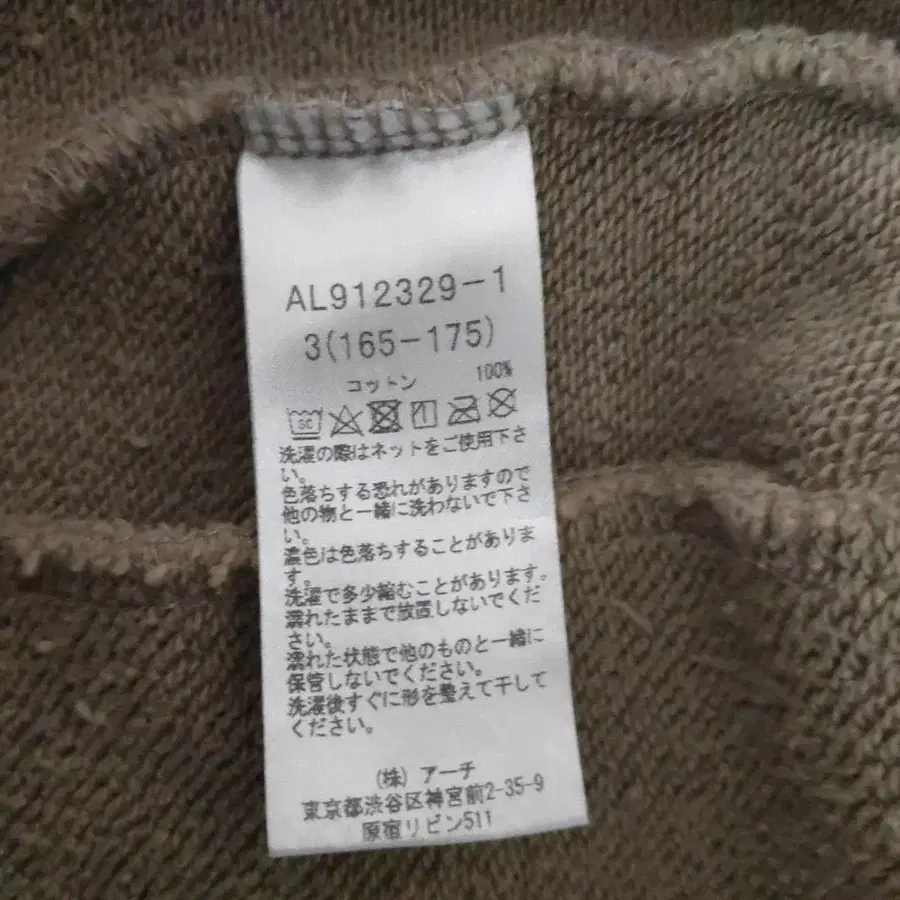 AL912329-1
3(165-175)
コットン 100%
洗濯の際はネットをご使用下さ
い。
色落ちする恐れがありますので
他の物と一緒に洗わないで下さ
い。
濃色は色落ちすることがありま
す。
洗濯で多少縮むことがあります。
濡れたままで放置しないでくだ
さい。
濡れた状態で他のものと一緒に
保管しないでください。
洗濯後すぐに形を整えて干して
ください。
(株) アーチ
東京都渋谷区神宮前2-35-9
原宿リビン511